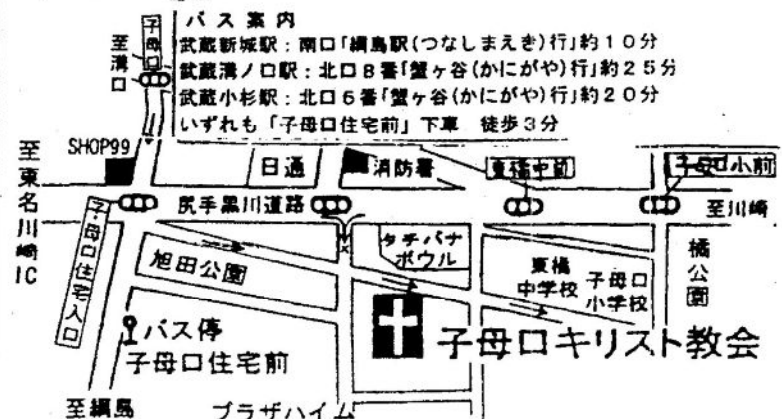 バス案内
武蔵新城駅：南口「綱島駅(つなしまえき)行」約10分
武蔵溝ノ口駅：北口8番「蟹ヶ谷(かにがや)行」約25分
武蔵小杉駅：北口6番「蟹ヶ谷(かにがや)行」約20分
いずれも「子母口住宅前」下車 徒歩3分
至溝口
子母口
SHOP99
日通
消防署
東橘中前
子母口小前
至東名川崎IC
尻手黒川道路
至川崎
子母口住宅入口
旭田公園
タチバナボウル
東橘中学校
子母口小学校
橘公園
バス停
子母口住宅前
子母口キリスト教会
至綱島
プラザハイム